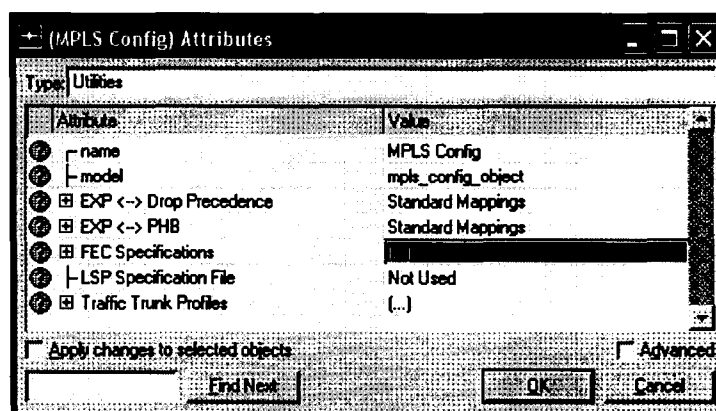 (MPLS Config) Attributes
Type: Utilities
Attribute Value
name MPLS Config
model mpls_config_object
EXP <-> Drop Precedence Standard Mappings
EXP <-> PHB Standard Mappings
FEC Specifications
LSP Specification File Not Used
Traffic Trunk Profiles (...)
Apply changes to selected objects Advanced
Find Next OK Cancel